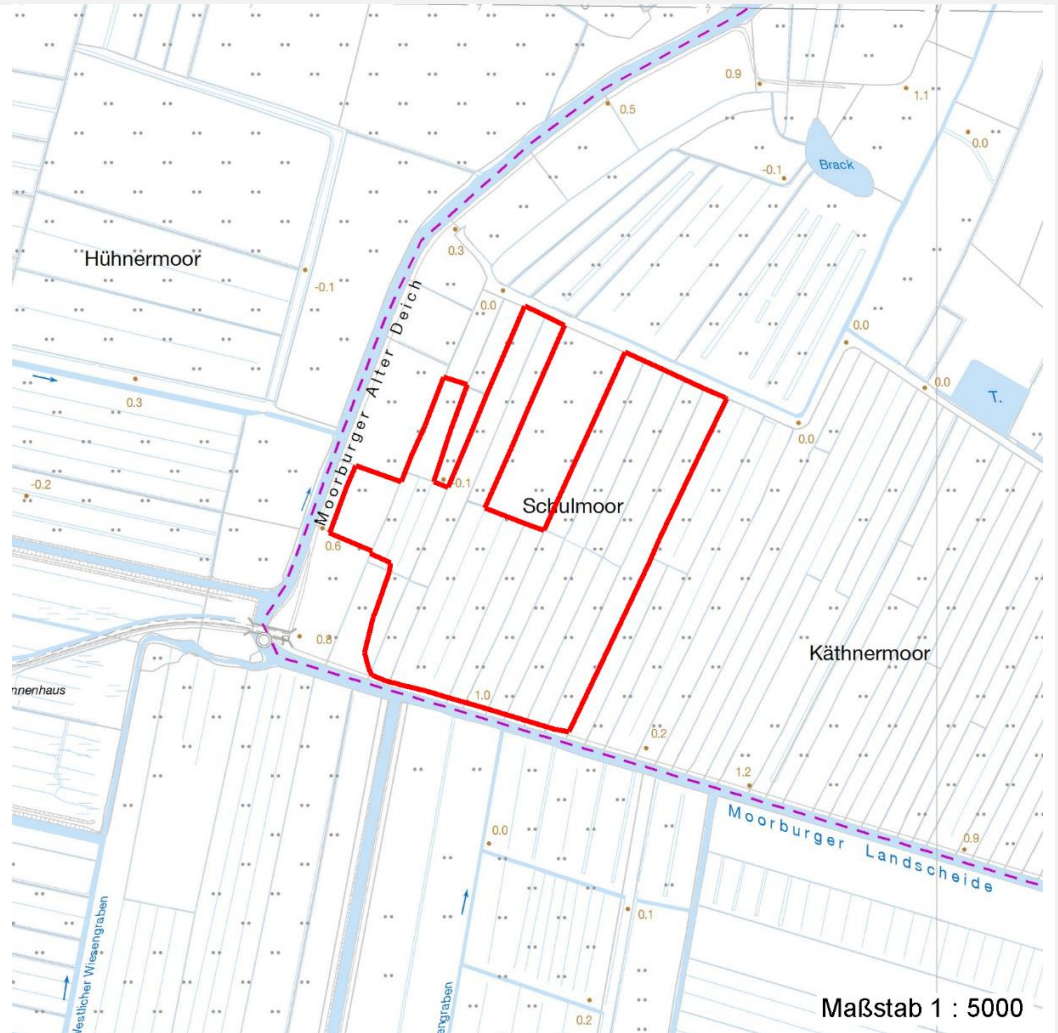 0.9
1.1
0.5
0.0
Brack
-0.1
Hühnermoor
0.3
-0.1
0.0
Moorburger Alter Deich
0.0
0.3
0.0
T.
0.0
-0.2
-0.1
Schulmoor
0.6
0.8
Käthnermoor
nnenhaus
1.0
0.2
1.2
Moorburger Landscheide
0.9
0.0
Westlicher Wiesengraben
0.1
engraben
0.2
Maßstab 1 : 5000